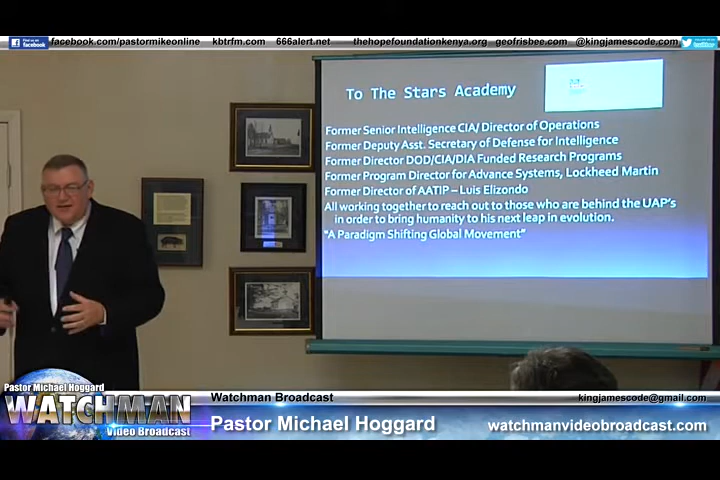 Find us on facebook
facebook.com/pastormikeonline kbtrfm.com 666alert.net thehopefoundationkenya.org geofrisbee.com @kingjamescode.com
twitter
To The Stars Academy
Former Senior Intelligence CIA/ Director of Operations
Former Deputy Asst. Secretary of Defense for Intelligence
Former Director DOD/CIA/DIA Funded Research Programs
Former Program Director for Advance Systems, Lockheed Martin
Former Director of AATIP – Luis Elizondo
All working together to reach out to those who are behind the UAP's
in order to bring humanity to his next leap in evolution.
"A Paradigm Shifting Global Movement"
Pastor Michael Hoggard
WATCHMAN
Video Broadcast
Watchman Broadcast
kingjamescode@gmail.com
Pastor Michael Hoggard
watchmanvideobroadcast.com